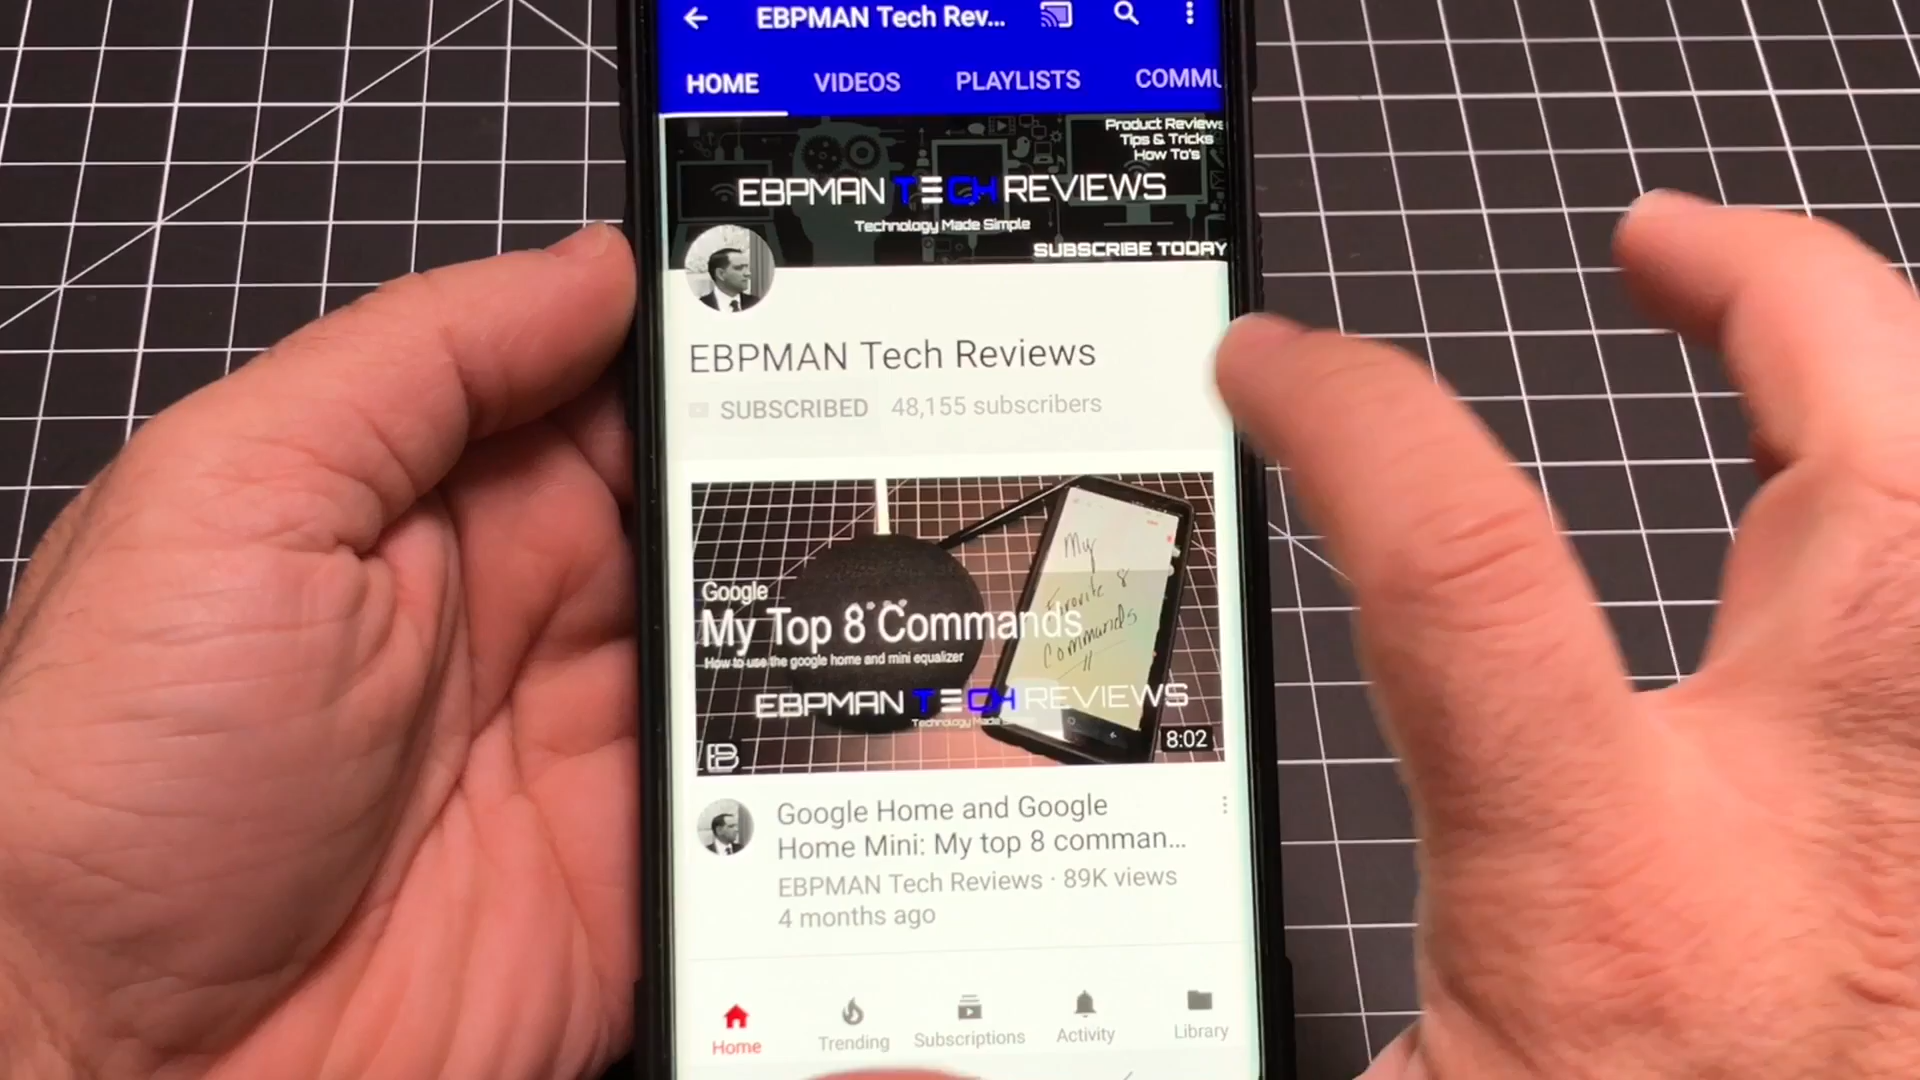 EBPMAN Tech Rev...
HOME VIDEOS PLAYLISTS COMMU
Product Reviews
Tips & Tricks
How To's
EBPMAN TECH REVIEWS
Technology Made Simple
SUBSCRIBE TODAY
EBPMAN Tech Reviews
SUBSCRIBED 48,155 subscribers
My
Favorite 8
Commands
Google
My Top 8 Commands
How to use the google home and mini equalizer
EBPMAN TECH REVIEWS
Technology Made
8:02
Google Home and Google
Home Mini: My top 8 comman...
EBPMAN Tech Reviews · 89K views
4 months ago
Home Trending Subscriptions Activity Library